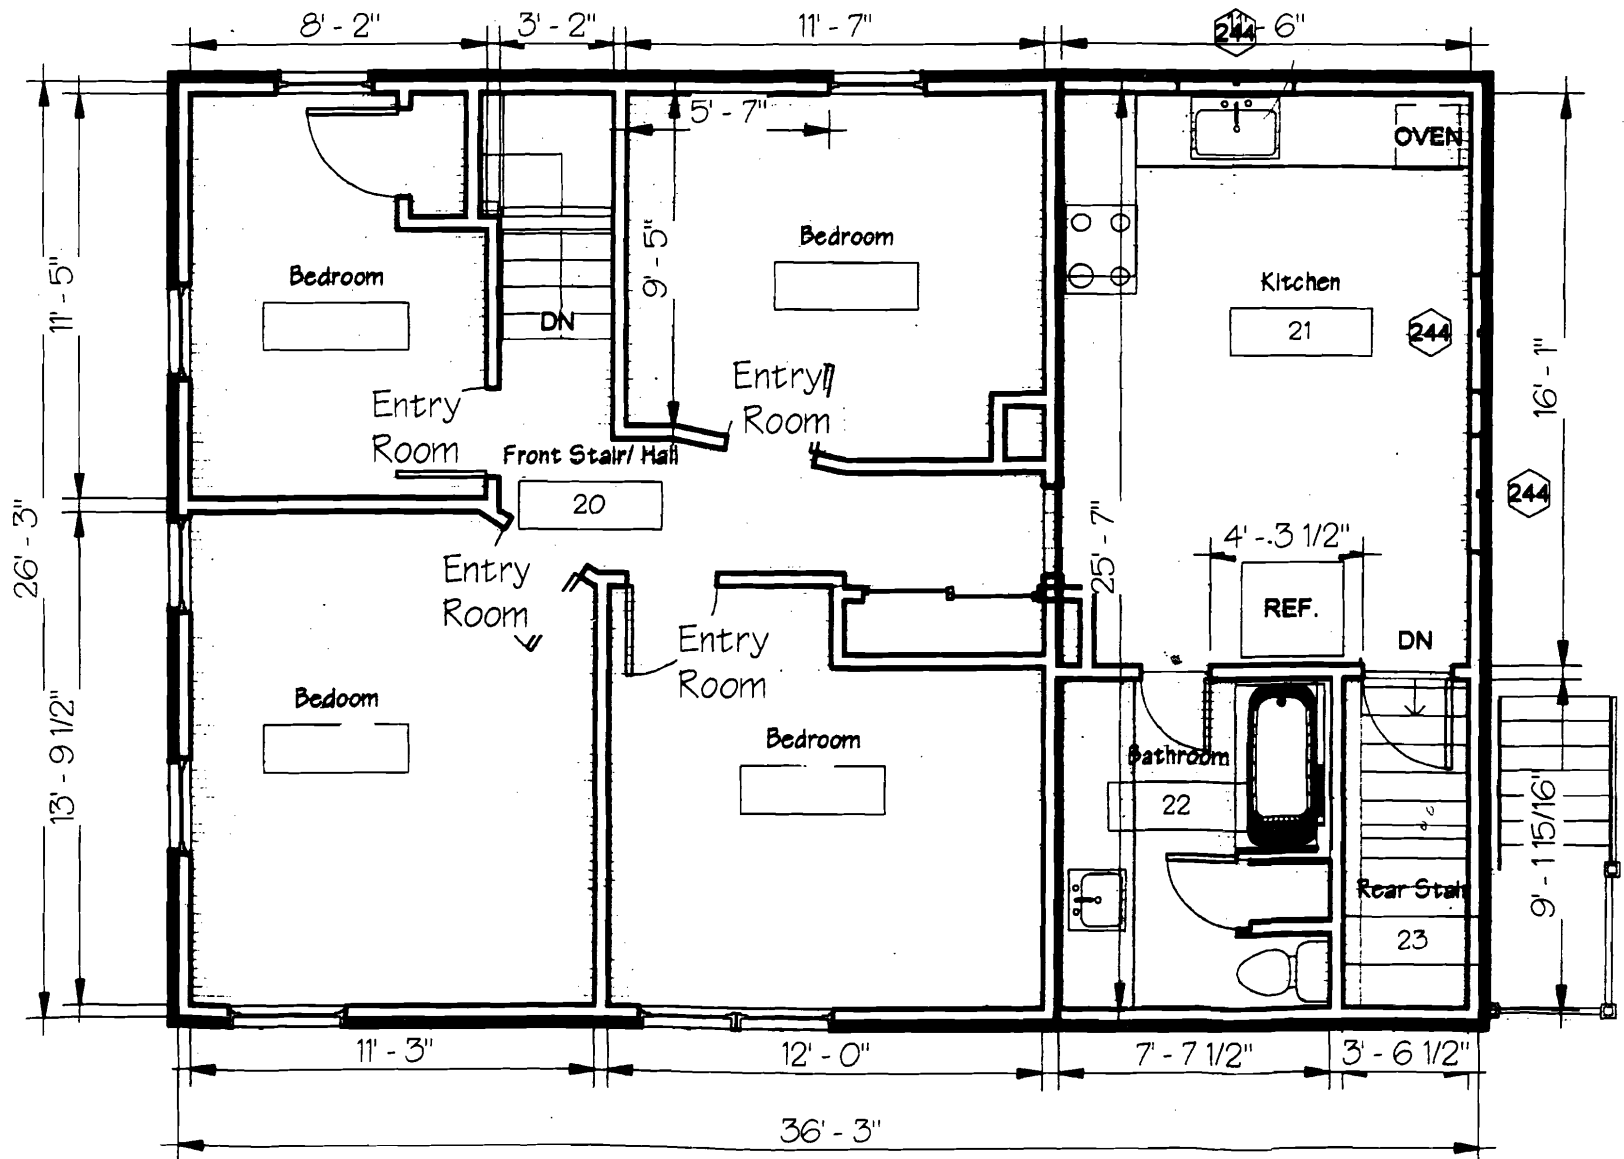 8' - 2"
3' - 2"
11' - 7"
244
- 6"
5' - 7"
OVEN
9' - 5"
Bedroom
Bedroom
Kitchen
21
244
11' - 5"
DN
16' - 1"
Entry
Room
Entry
Room
Front Stair/ Hall
20
244
26' - 3"
25' - 7"
4' - 3 1/2"
Entry
Room
REF.
DN
Entry
Room
Bedoom
Bedroom
13' - 9 1/2"
Bathroom
22
9' - 1 15/16"
Rear Stair
23
11' - 3"
12' - 0"
7' - 7 1/2"
3' - 6 1/2"
36' - 3"